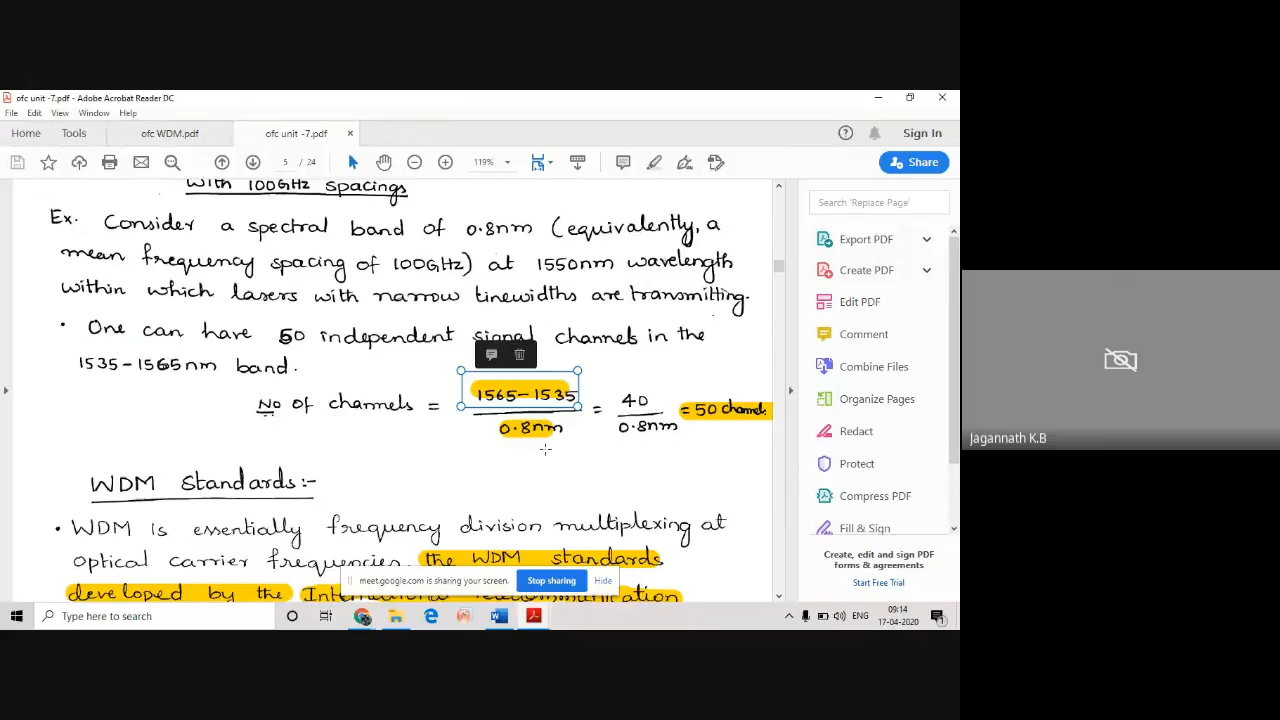 ofc unit -7.pdf - Adobe Acrobat Reader DC
File Edit View Window Help
Home Tools ofc WDM.pdf ofc unit -7.pdf × Sign In
5 / 24 119% Share
with 100GHz spacings
Ex. Consider a spectral band of 0.8nm (equivalently, a
mean frequency spacing of 100GHz) at 1550nm wavelength
within which lasers with narrow linewidths are transmitting.
• One can have 50 independent signal channels in the
1535-1565nm band.
No of channels = 1565-1535 / 0.8nm = 40 / 0.8nm = 50 channels
WDM Standards:-
• WDM is essentially frequency division multiplexing at
optical carrier frequencies. the WDM standards
developed by the International Telecommunication
meet.google.com is sharing your screen. Stop sharing Hide
Search 'Replace Page'
Export PDF
Create PDF
Edit PDF
Comment
Combine Files
Organize Pages
Redact
Protect
Compress PDF
Fill & Sign
Create, edit and sign PDF
forms & agreements
Start Free Trial
Type here to search
ENG
09:14
17-04-2020
Jagannath K.B